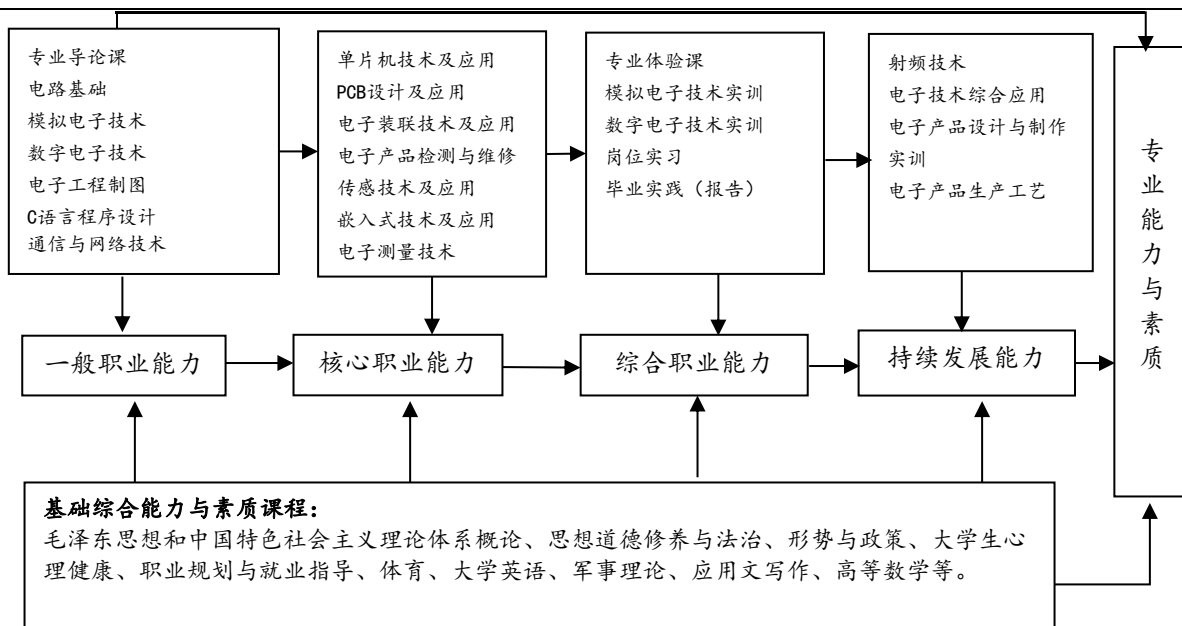 专业导论课
电路基础
模拟电子技术
数字电子技术
电子工程制图
C语言程序设计
通信与网络技术
单片机技术及应用
PCB设计及应用
电子装联技术及应用
电子产品检测与维修
传感技术及应用
嵌入式技术及应用
电子测量技术
专业体验课
模拟电子技术实训
数字电子技术实训
岗位实习
毕业实践（报告）
射频技术
电子技术综合应用
电子产品设计与制作
实训
电子产品生产工艺
专业能力与素质
一般职业能力
核心职业能力
综合职业能力
持续发展能力
基础综合能力与素质课程：
毛泽东思想和中国特色社会主义理论体系概论、思想道德修养与法治、形势与政策、大学生心
理健康、职业规划与就业指导、体育、大学英语、军事理论、应用文写作、高等数学等。